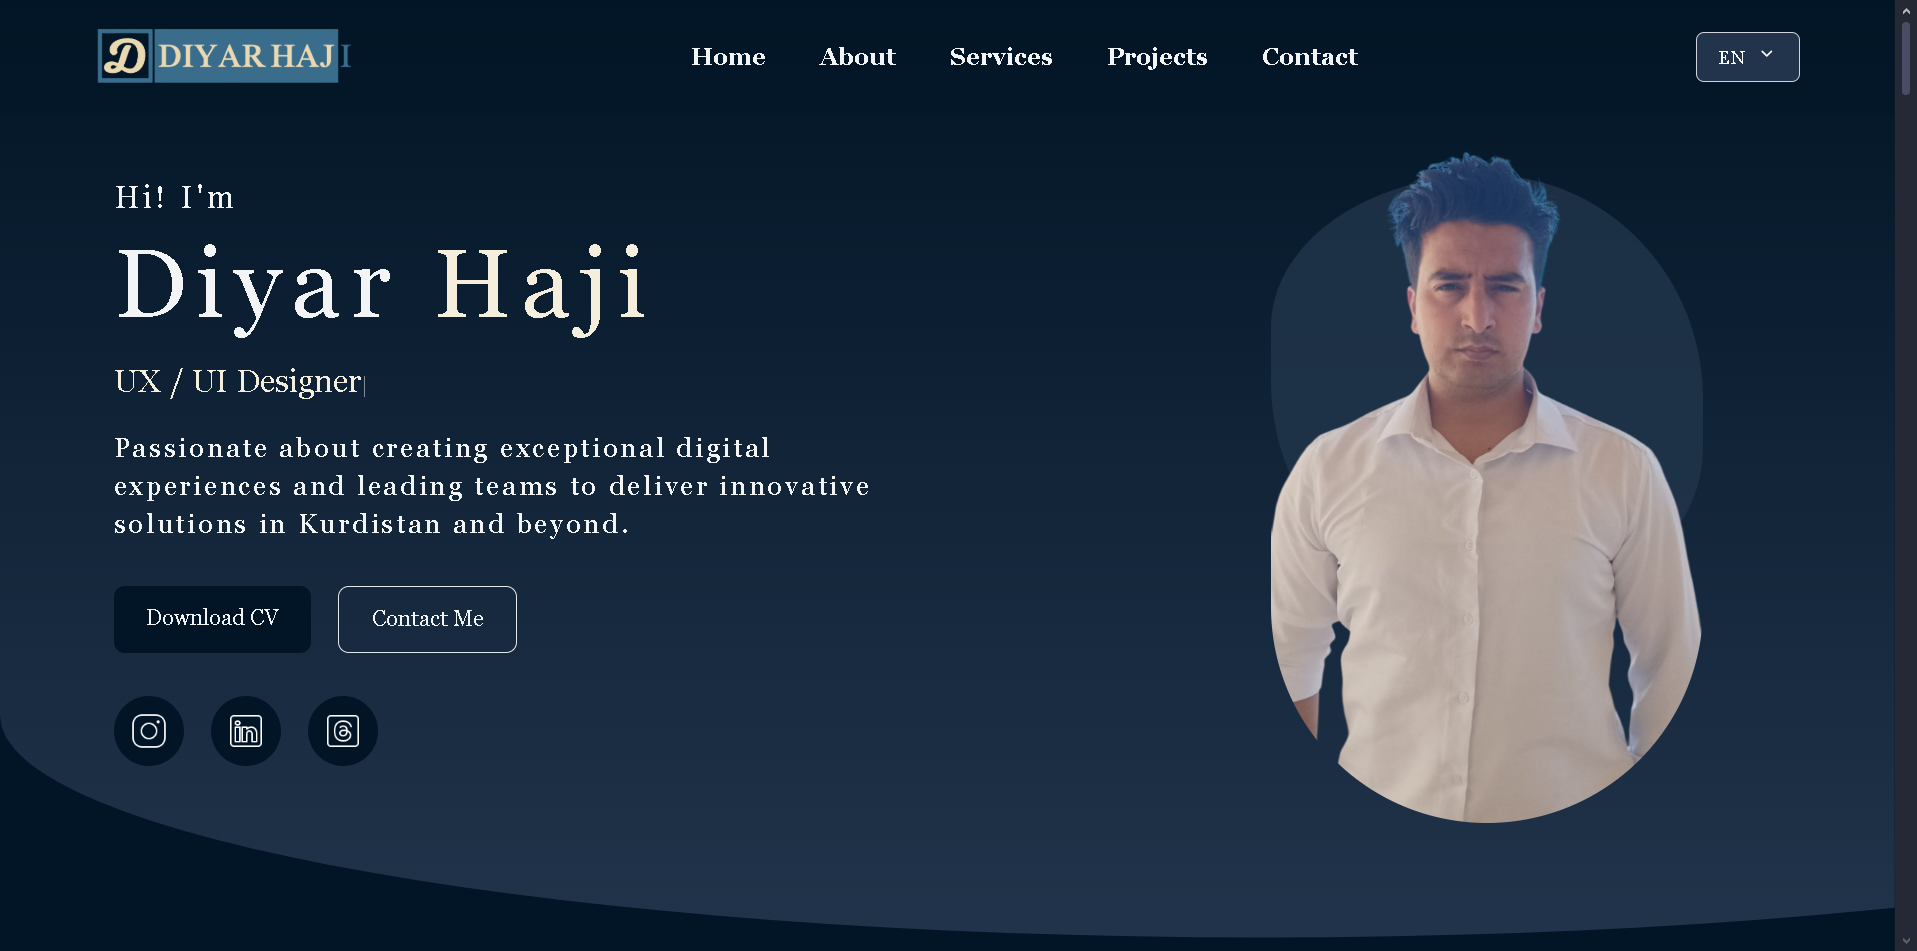 D DIYAR HAJI
Home About Services Projects Contact
EN
Hi! I'm
Diyar Haji
UX / UI Designer|
Passionate about creating exceptional digital
experiences and leading teams to deliver innovative
solutions in Kurdistan and beyond.
Download CV Contact Me
in